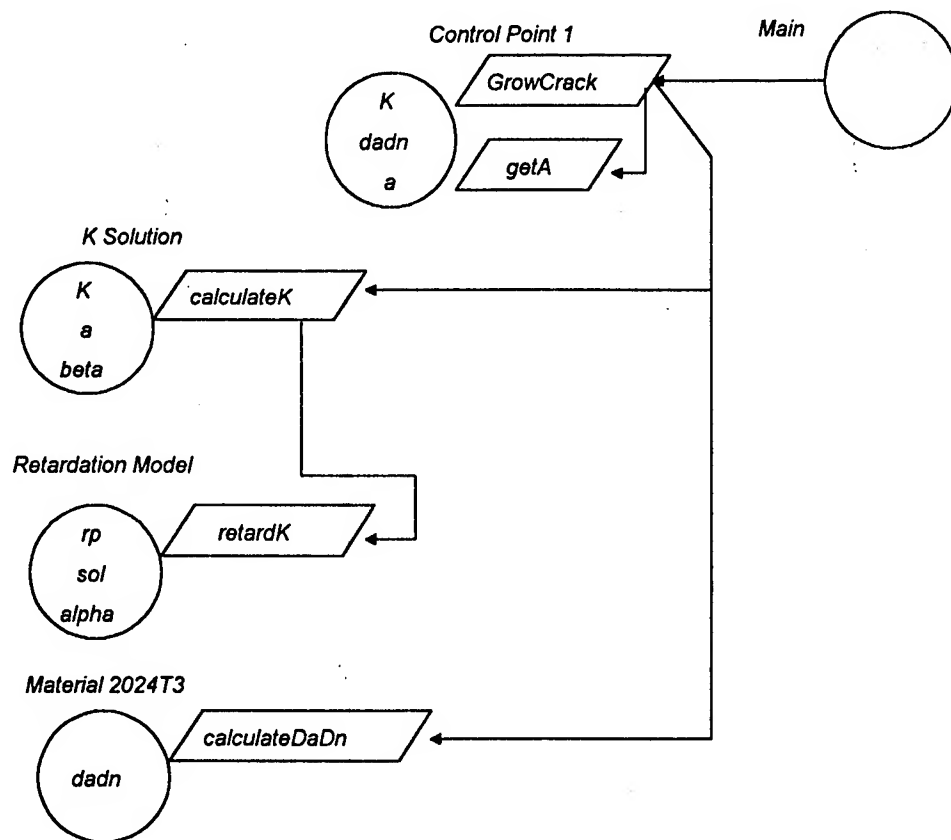 Control Point 1
Main
GrowCrack
K
dadn
a
getA
K Solution
K
a
beta
calculateK
Retardation Model
rp
sol
alpha
retardK
Material 2024T3
calculateDaDn
dadn